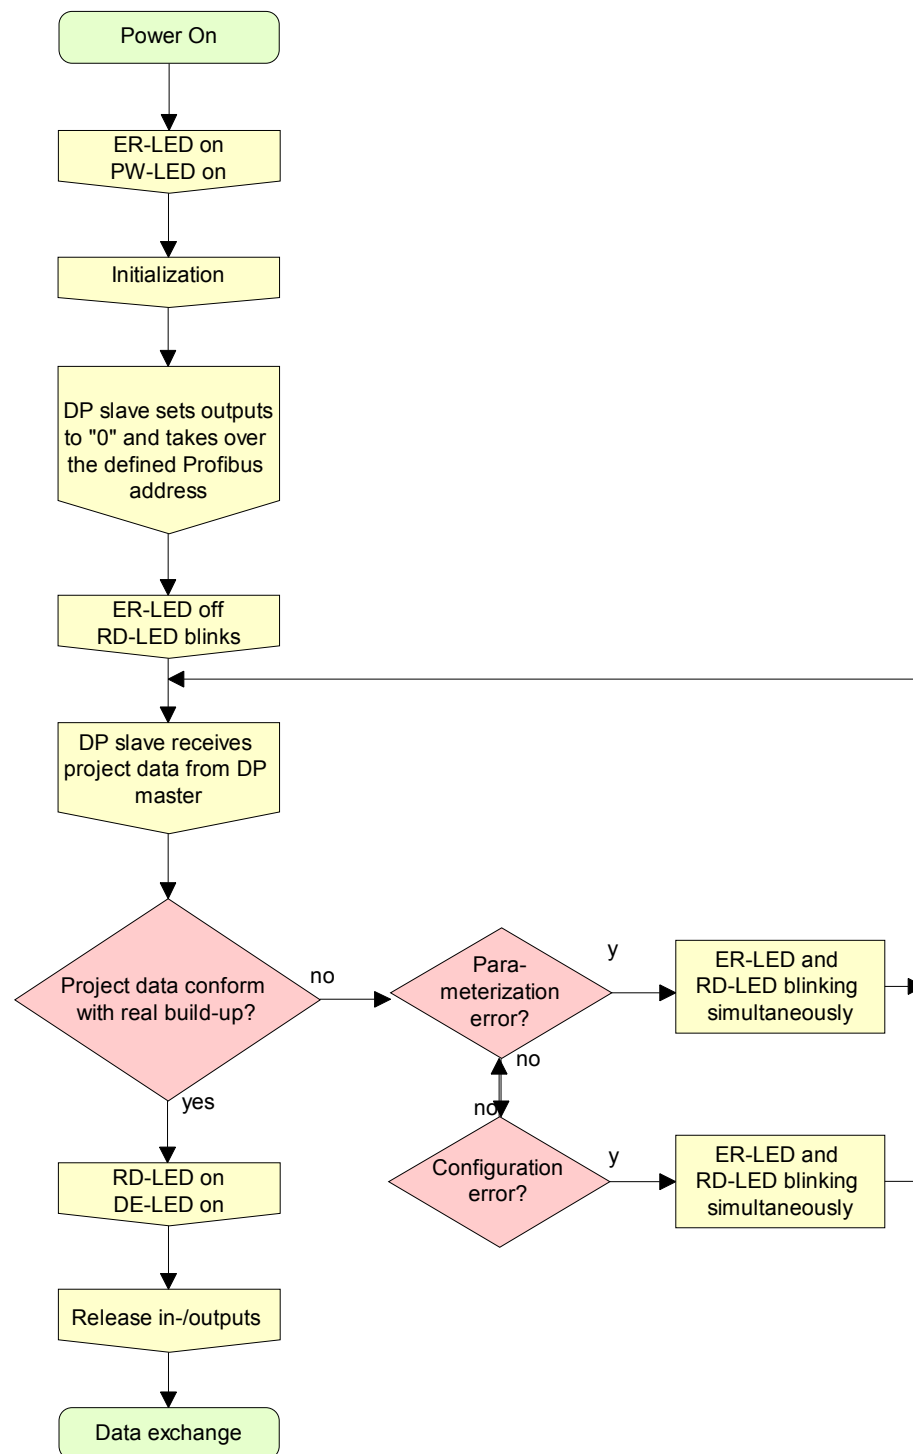 Power On
ER-LED on
PW-LED on
Initialization
DP slave sets outputs
to "0" and takes over
the defined Profibus
address
ER-LED off
RD-LED blinks
DP slave receives
project data from DP
master
Project data conform
with real build-up?
no
Para-
meterization
error?
y
ER-LED and
RD-LED blinking
simultaneously
no
no
Configuration
error?
y
ER-LED and
RD-LED blinking
simultaneously
yes
RD-LED on
DE-LED on
Release in-/outputs
Data exchange